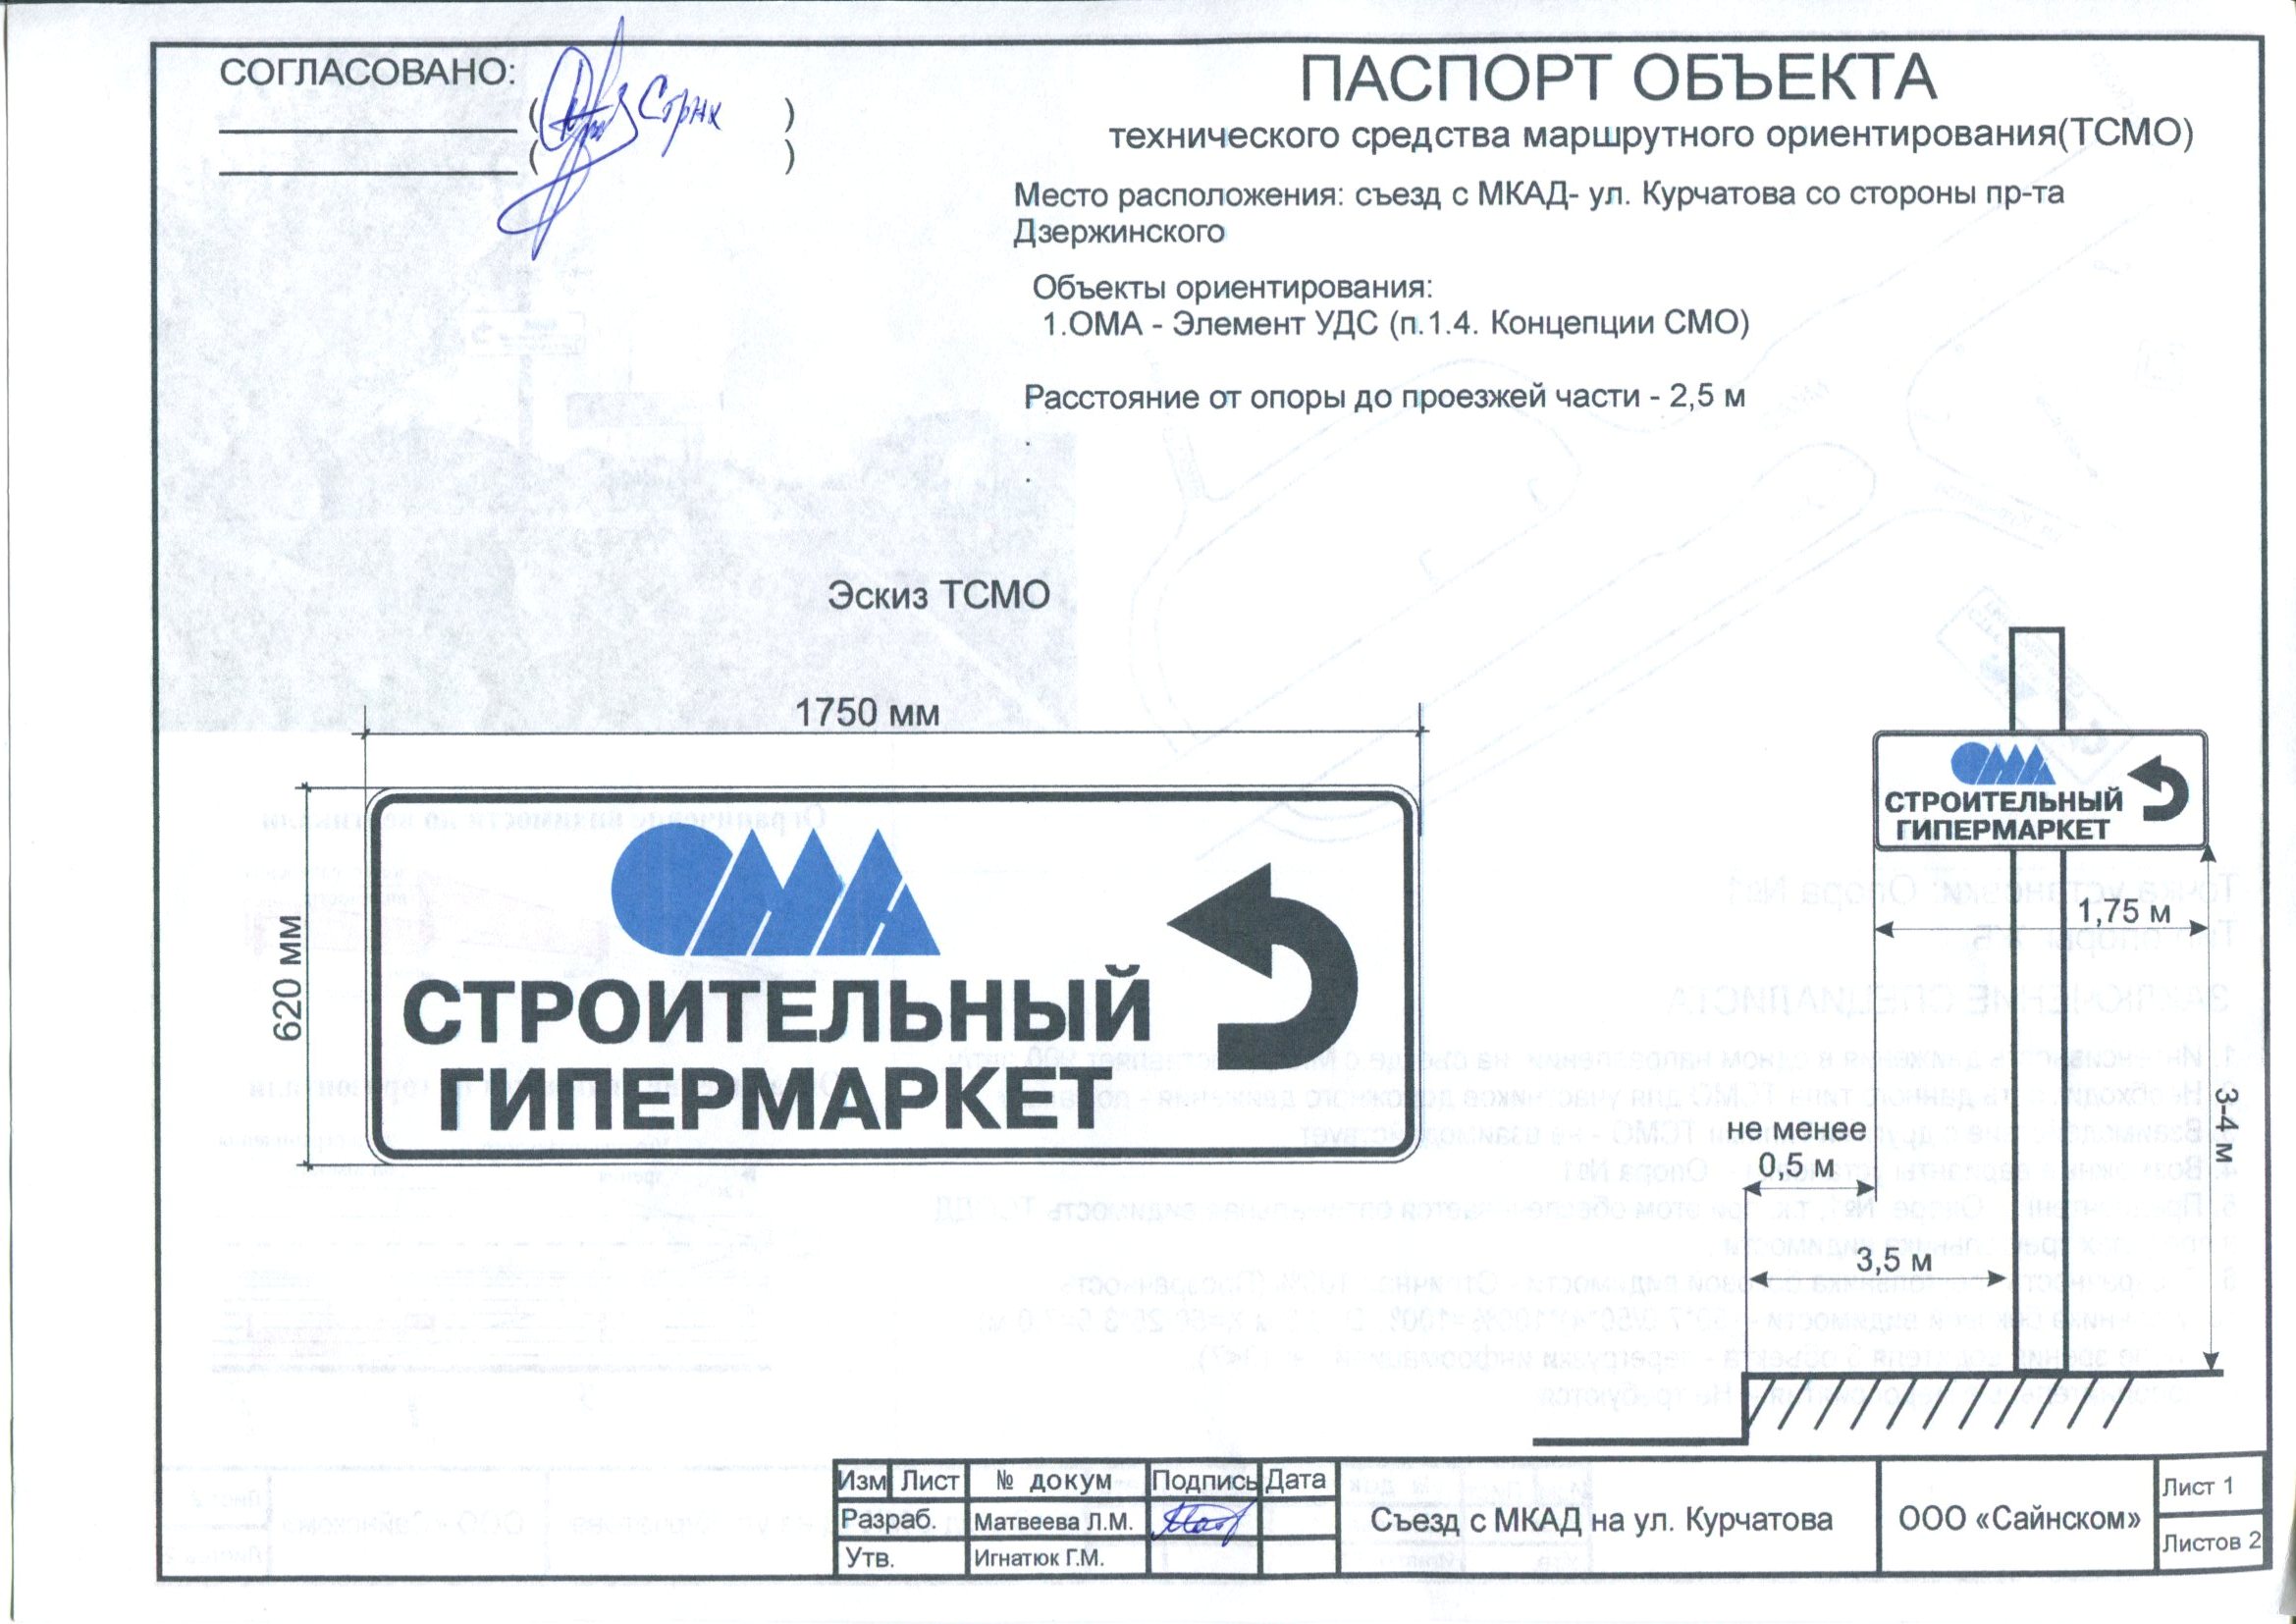 СОГЛАСОВАНО:
(                )
(                )
ПАСПОРТ ОБЪЕКТА
технического средства маршрутного ориентирования(ТСМО)
Место расположения: съезд с МКАД- ул. Курчатова со стороны пр-та
Дзержинского
Объекты ориентирования:
1.ОМА - Элемент УДС (п.1.4. Концепции СМО)
Расстояние от опоры до проезжей части - 2,5 м
.
.
Эскиз ТСМО
1750 мм
620 мм
ОМА
СТРОИТЕЛЬНЫЙ
ГИПЕРМАРКЕТ
ОМА
СТРОИТЕЛЬНЫЙ
ГИПЕРМАРКЕТ
1,75 м
3-4 м
не менее
0,5 м
3,5 м
Изм Лист № докум Подпись Дата
Разраб. Матвеева Л.М.
Утв. Игнатюк Г.М.
Съезд с МКАД на ул. Курчатова
ООО «Сайнском»
Лист 1
Листов 2